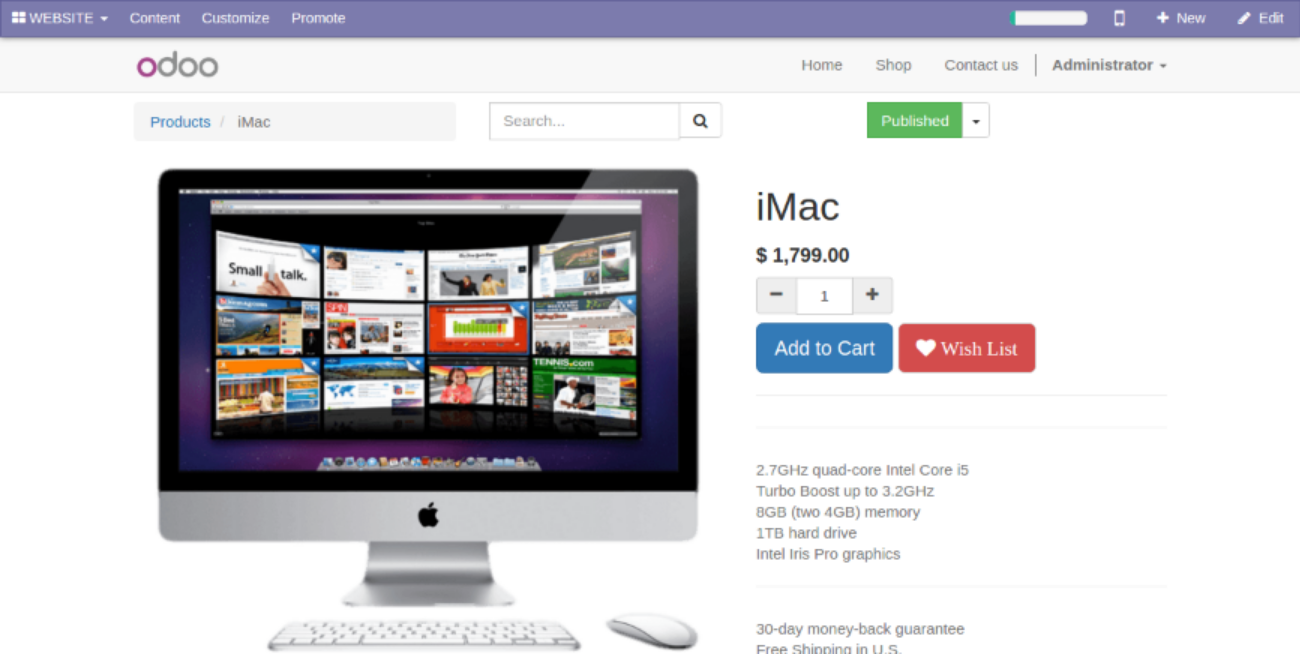 WEBSITE Content Customize Promote New Edit
odoo Home Shop Contact us Administrator
Products / iMac Search... Published
iMac
$ 1,799.00
1
Add to Cart Wish List
Small talk.
SPIN
TENNIS.com
2.7GHz quad-core Intel Core i5
Turbo Boost up to 3.2GHz
8GB (two 4GB) memory
1TB hard drive
Intel Iris Pro graphics
30-day money-back guarantee
Free Shipping in U.S.